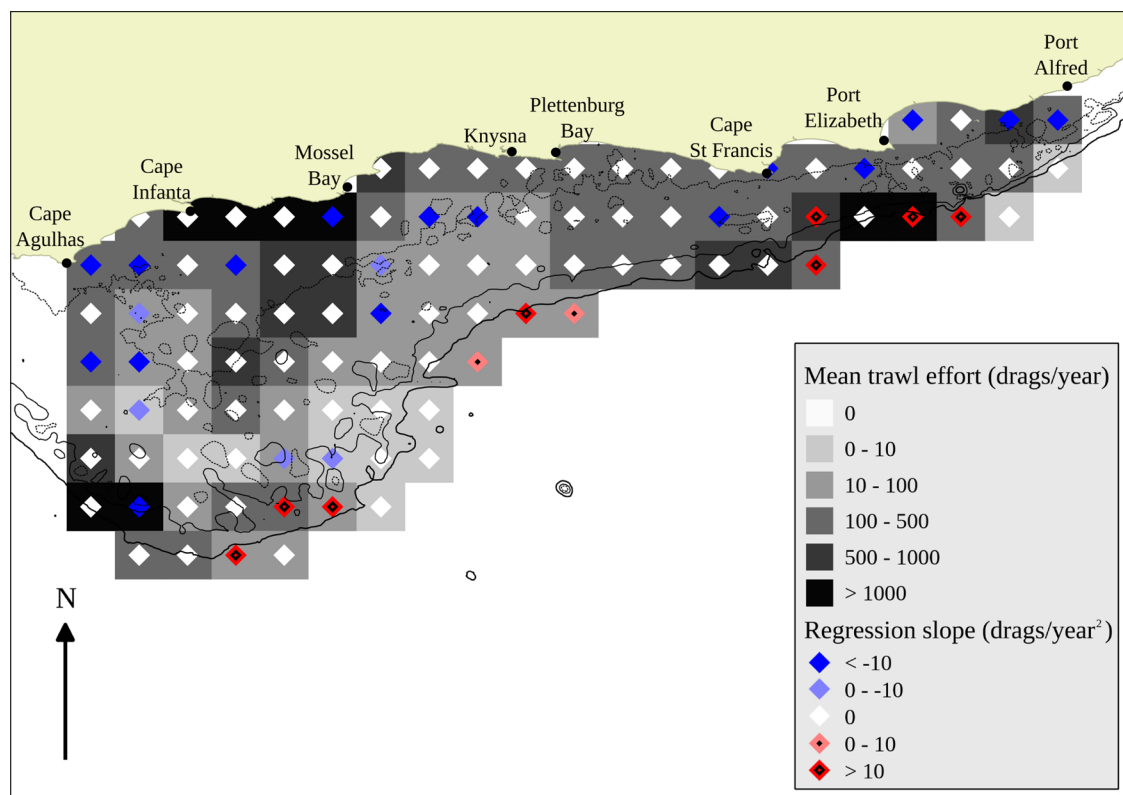 Port
Alfred
Port
Elizabeth
Plettenburg
Bay
Knysna
Cape
St Francis
Mossel
Bay
Cape
Infanta
Cape
Agulhas
N
Mean trawl effort (drags/year)
0
0 - 10
10 - 100
100 - 500
500 - 1000
> 1000
Regression slope (drags/year²)
< -10
0 - -10
0
0 - 10
> 10